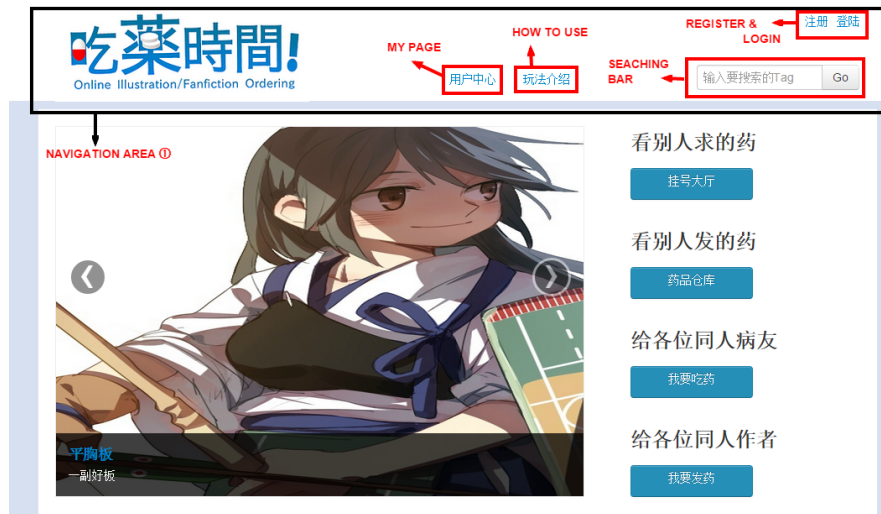 吃藥時間!
Online Illustration/Fanfiction Ordering
MY PAGE
HOW TO USE
REGISTER &
LOGIN
注册 登陆
用户中心
玩法介绍
SEACHING
BAR
输入要搜索的Tag
Go
NAVIGATION AREA ①
看别人求的药
挂号大厅
看别人发的药
药品仓库
给各位同人病友
我要吃药
给各位同人作者
我要发药
平胸板
一副好板